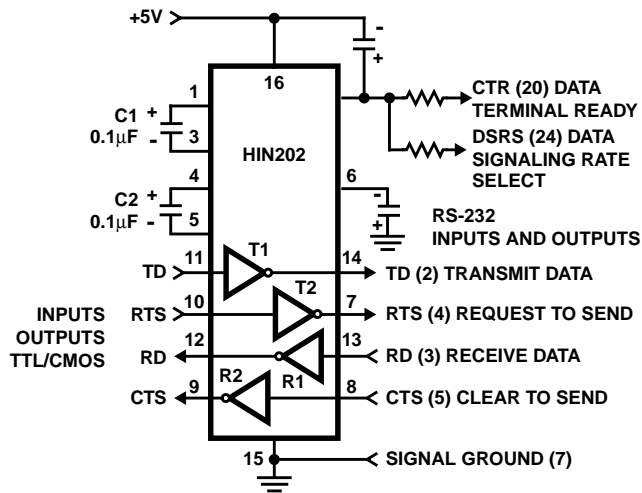 +5V
-
+
16
1
C1
+
0.1μF
-
3
HIN202
CTR (20) DATA
TERMINAL READY
DSRS (24) DATA
SIGNALING RATE
SELECT
4
C2
+
0.1μF
-
5
6
-
+
RS-232
INPUTS AND OUTPUTS
TD
11
T1
14
TD (2) TRANSMIT DATA
INPUTS
OUTPUTS
TTL/CMOS
RTS
10
T2
7
RTS (4) REQUEST TO SEND
RD
12
R1
13
RD (3) RECEIVE DATA
CTS
9
R2
8
CTS (5) CLEAR TO SEND
15
SIGNAL GROUND (7)